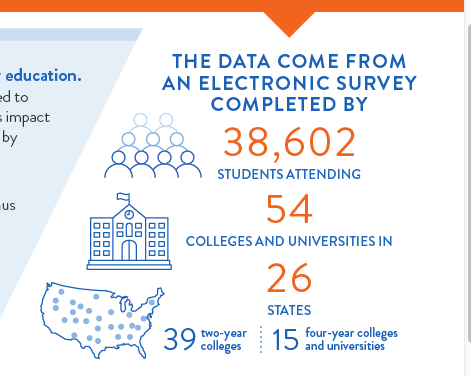 education.
ed to
s impact
by
us
THE DATA COME FROM
AN ELECTRONIC SURVEY
COMPLETED BY
38,602
STUDENTS ATTENDING
54
COLLEGES AND UNIVERSITIES IN
26
STATES
39 two-year colleges
15 four-year colleges and universities